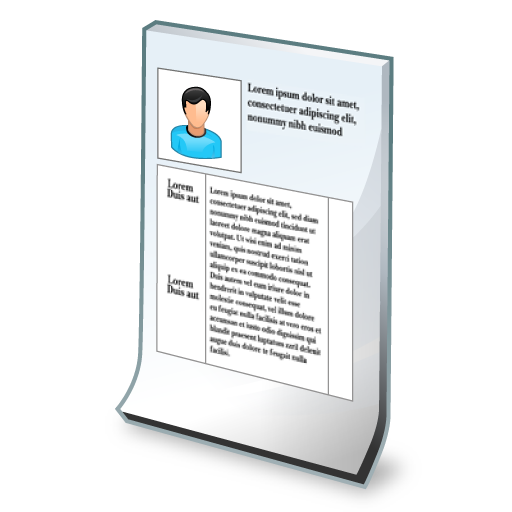 Lorem ipsum dolor sit amet,
consectetuer adipiscing elit,
nonummy nibh euismod
Lorem
Duis aut
Lorem
Duis aut
Lorem ipsum dolor sit amet,
consectetuer adipiscing elit, sed diam
nonummy nibh euismod tincidunt ut
laoreet dolore magna aliquam erat
volutpat. Ut wisi enim ad minim
veniam, quis nostrud exerci tation
ullamcorper suscipit lobortis nisl ut
aliquip ex ea commodo consequat.
Duis autem vel eum iriure dolor in
hendrerit in vulputate velit esse
molestie consequat, vel illum dolore
eu feugiat nulla facilisis at vero eros et
accumsan et iusto odio dignissim qui
blandit praesent luptatum zzril delenit
augue duis dolore te feugait nulla
facilisi.